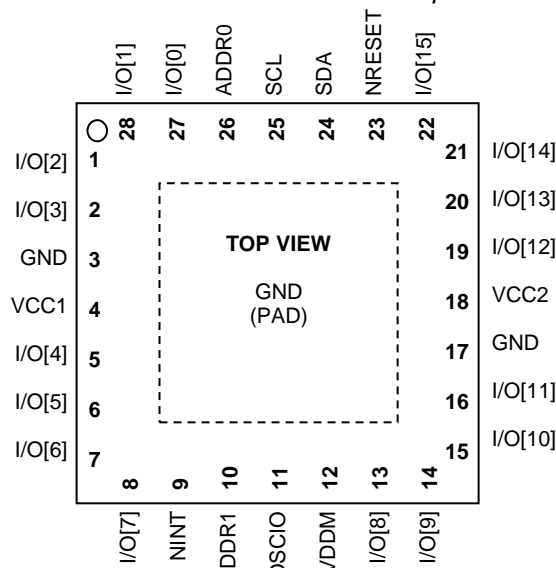 I/O[1]
I/O[0]
ADDR0
SCL
SDA
NRESET
I/O[15]
28
27
26
25
24
23
22
I/O[2] 1
I/O[3] 2
GND 3
VCC1 4
I/O[4] 5
I/O[5] 6
I/O[6] 7
TOP VIEW
GND
(PAD)
21 I/O[14]
20 I/O[13]
19 I/O[12]
18 VCC2
17 GND
16 I/O[11]
15 I/O[10]
8
9
10
11
12
13
14
I/O[7]
NINT
DDR1
OSCIO
VDDM
I/O[8]
I/O[9]